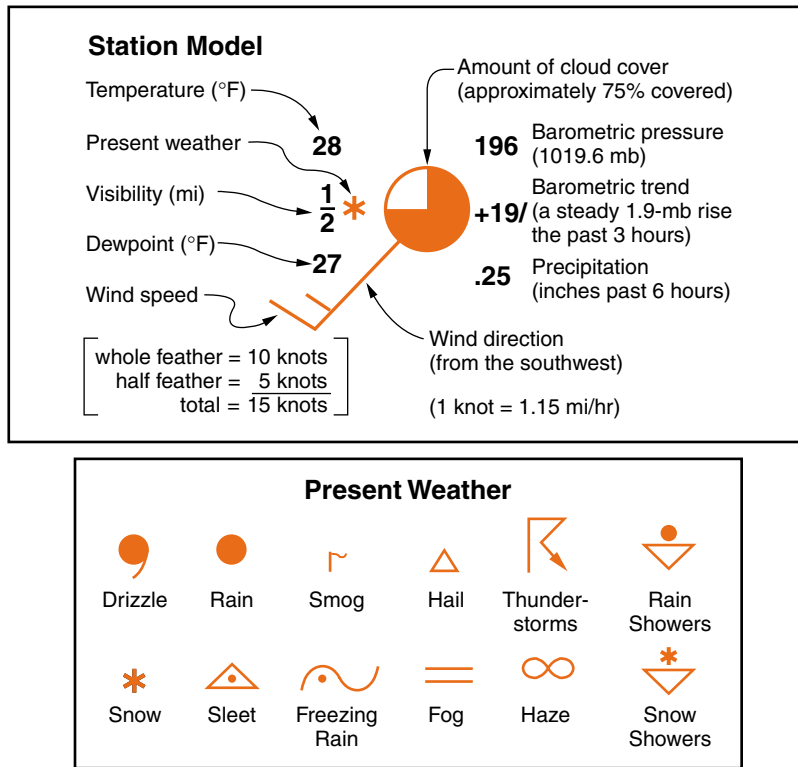 Station Model
Temperature (°F)
Present weather
Visibility (mi)
Dewpoint (°F)
Wind speed
whole feather = 10 knots
half feather = 5 knots
total = 15 knots
28
1/2
27
Amount of cloud cover
(approximately 75% covered)
196
Barometric pressure
(1019.6 mb)
+19/
Barometric trend
(a steady 1.9-mb rise
the past 3 hours)
.25
Precipitation
(inches past 6 hours)
Wind direction
(from the southwest)
(1 knot = 1.15 mi/hr)
Present Weather
Drizzle
Rain
Smog
Hail
Thunder-
storms
Rain
Showers
Snow
Sleet
Freezing
Rain
Fog
Haze
Snow
Showers